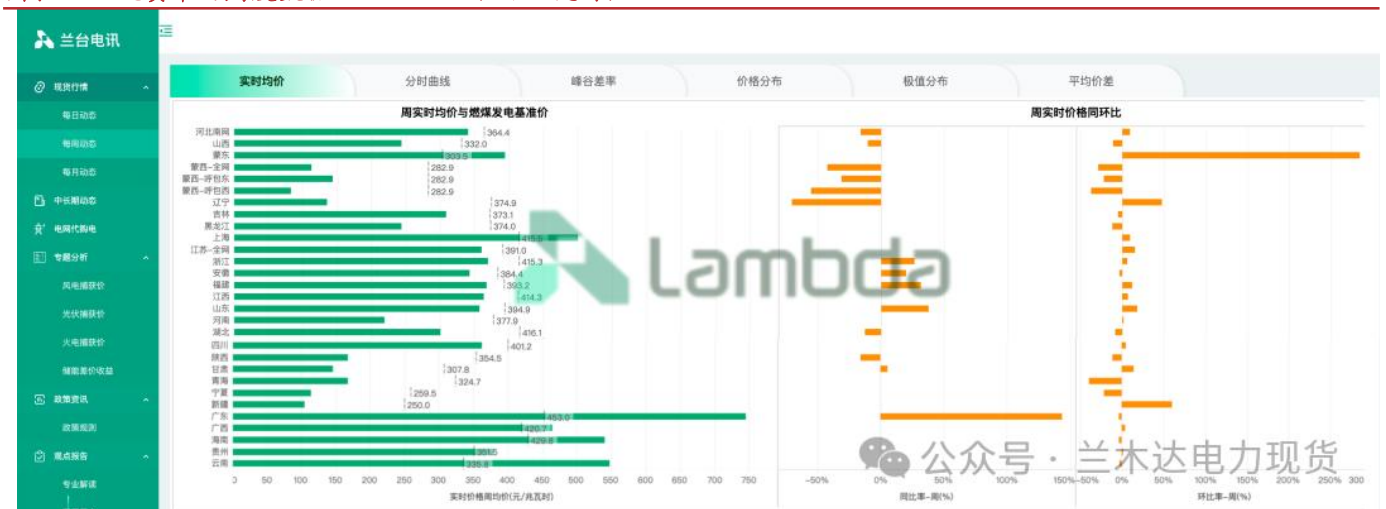 兰台电讯
现货行情
每日动态
每周动态
每月动态
中长期动态
电网代购电
专题分析
风电捕获价
光伏捕获价
火电捕获价
储能差价收益
政策资讯
政策规则
观点报告
专业解读
实时均价
分时曲线
峰谷差率
价格分布
极值分布
平均价差
周实时均价与燃煤发电基准价
周实时价格同环比
河北南网 364.4
山西 332.0
蒙东 303.5
蒙西-全网 282.9
蒙西-呼包东 282.9
蒙西-呼包西 282.9
辽宁 374.9
吉林 373.1
黑龙江 374.0
上海 415.5
江苏-全网 391.0
浙江 415.3
安徽 384.4
福建 393.2
江西 414.3
山东 394.9
河南 377.9
湖北 416.1
四川 401.2
陕西 354.5
甘肃 307.8
青海 324.7
宁夏 259.5
新疆 250.0
广东 453.0
广西 420.7
海南 429.8
贵州 351.5
云南 335.8
0 50 100 150 200 250 300 350 400 450 500 550 600 650 700 750
实时价格周均价(元/兆瓦时)
-50% 0% 50% 100% 150%
同比率-周(%)
-50% 0% 50% 100% 150% 200% 250% 300
环比率-周(%)
Lambda
公众号 · 兰木达电力现货